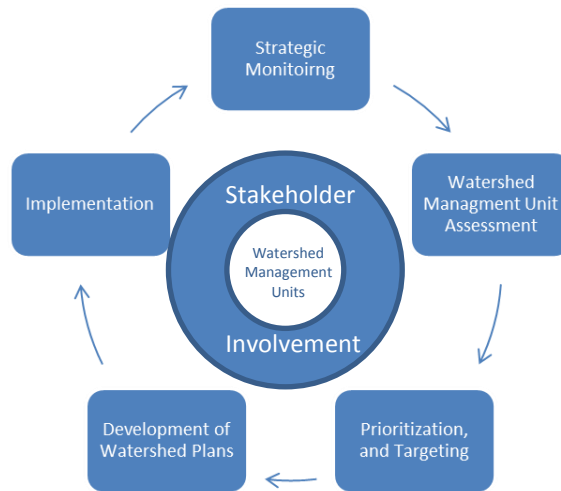 Strategic
Monitoirng
Watershed
Managment Unit
Assessment
Prioritization,
and Targeting
Development of
Watershed Plans
Implementation
Stakeholder
Watershed
Management
Units
Involvement